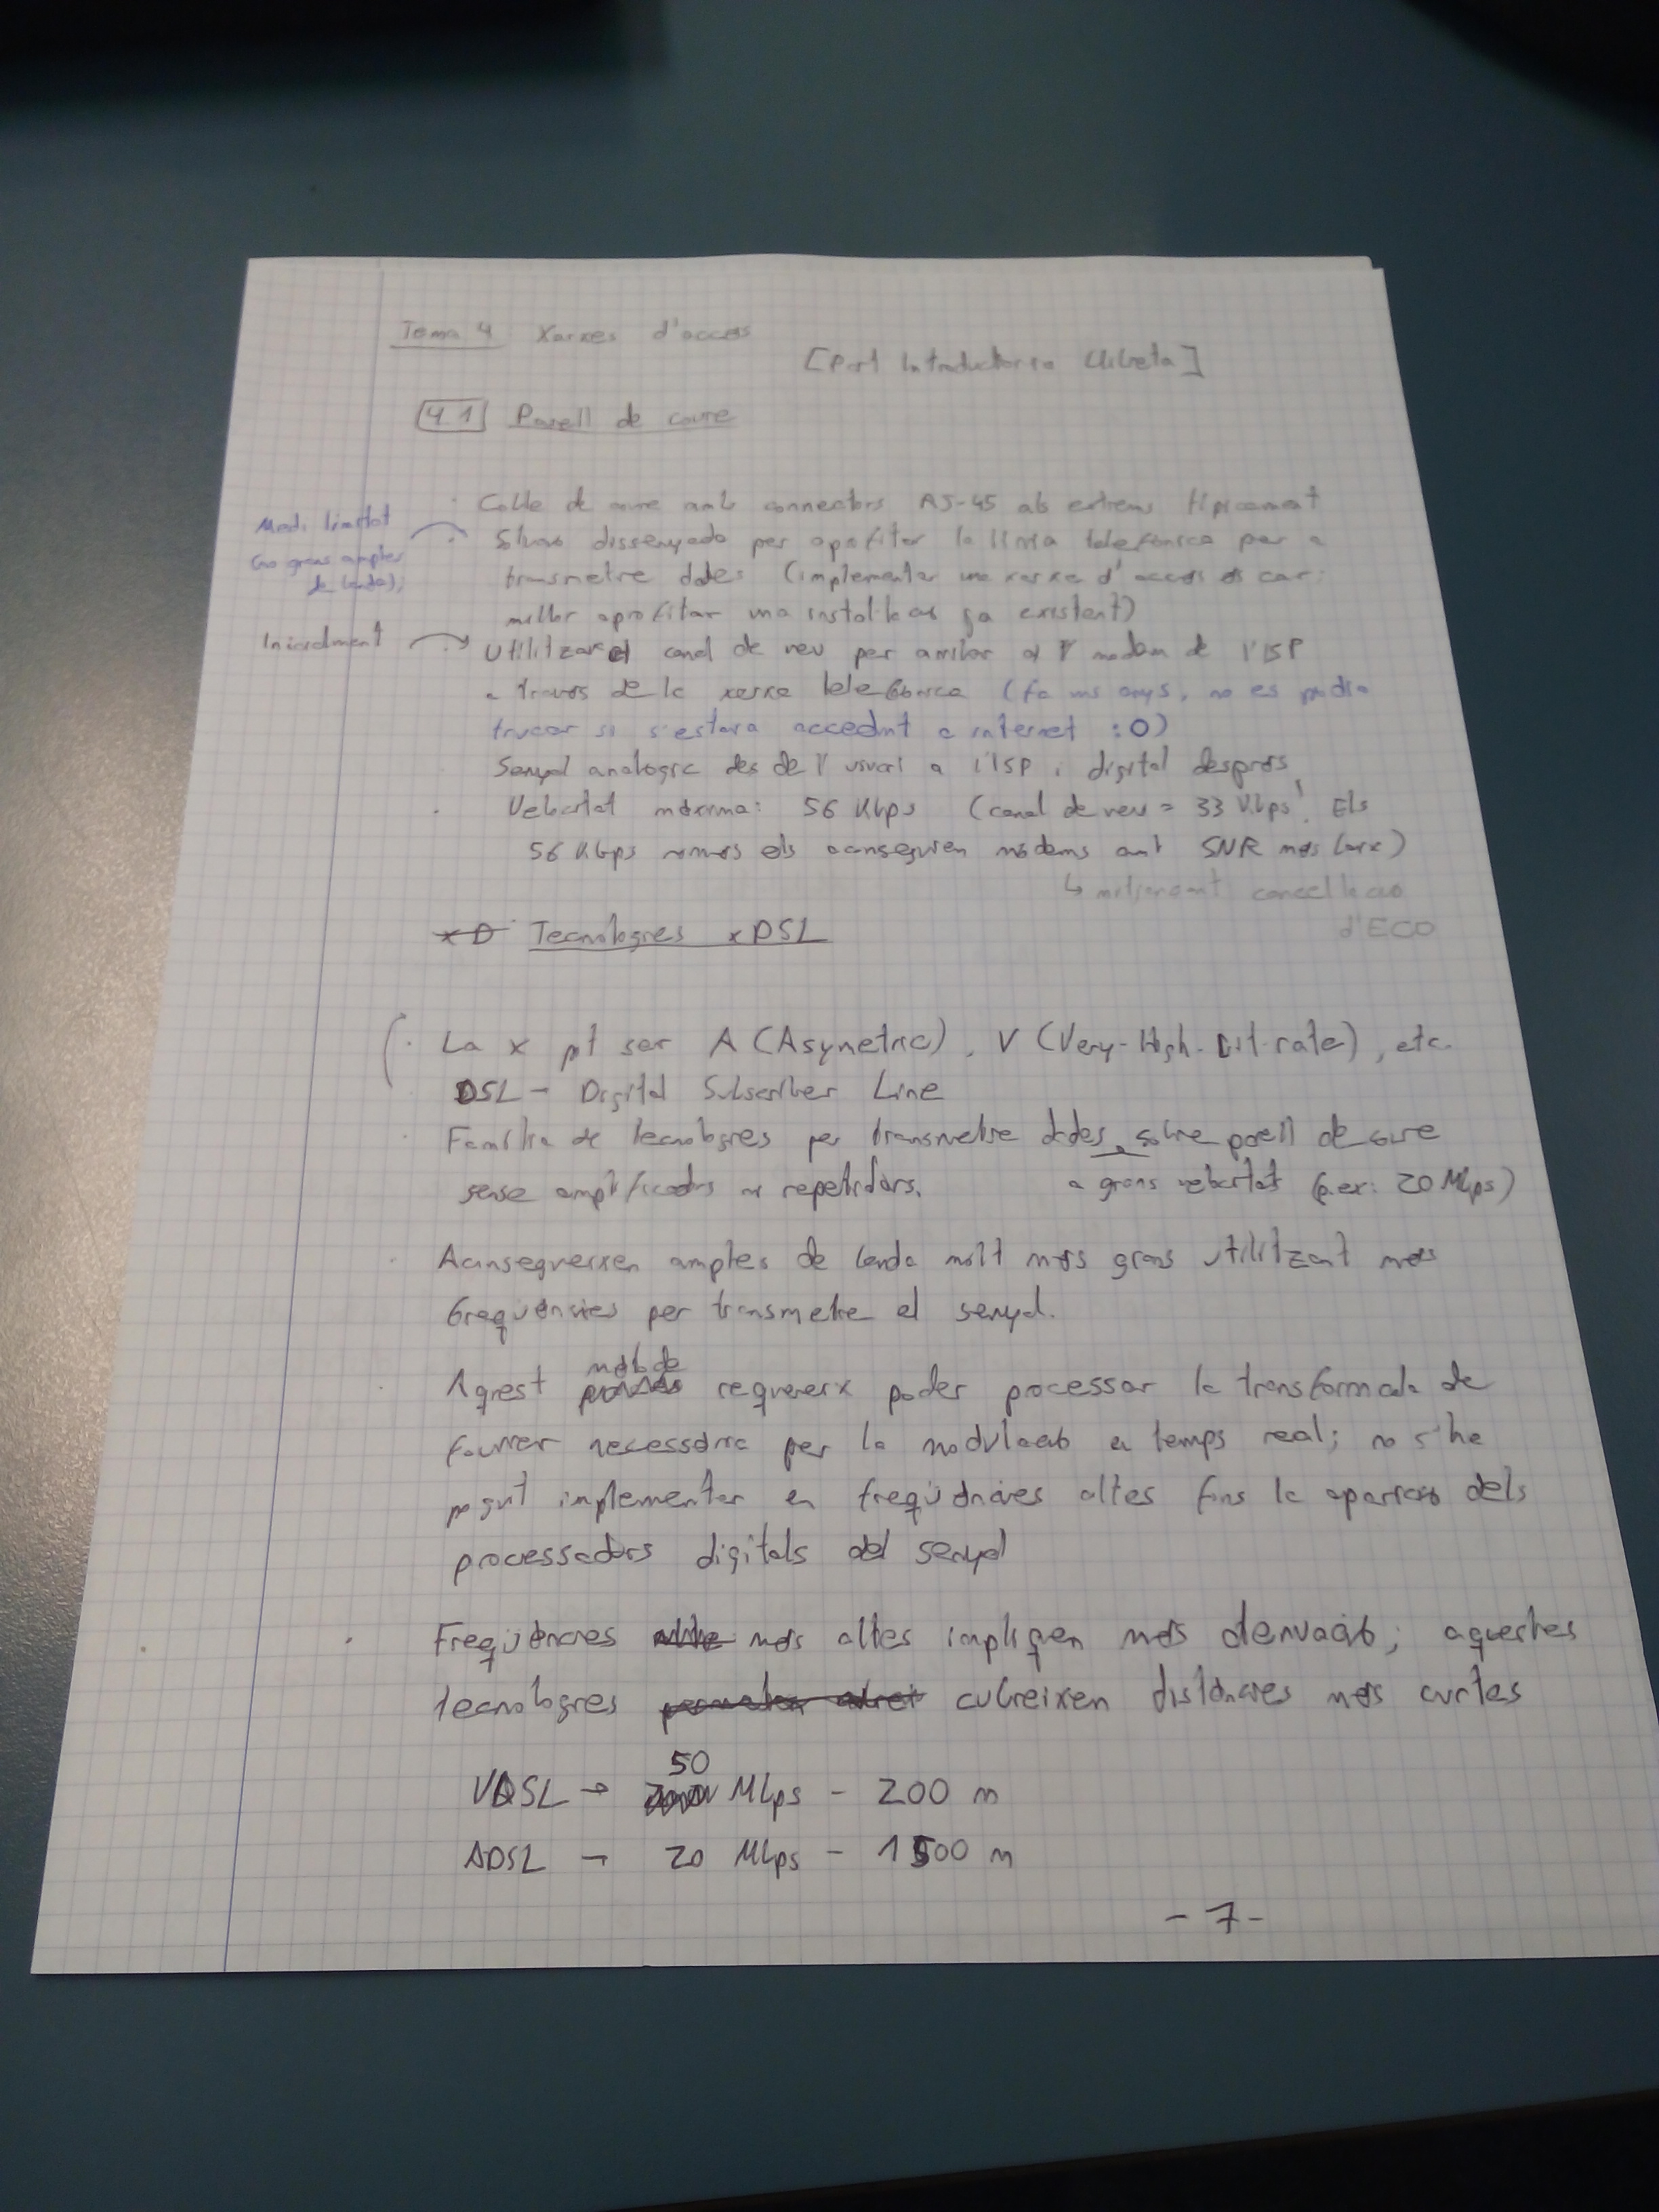 Tema 4 Xarxes d'accés
[Part Introductoria llibreta]
4.1 Parell de coure
Cable de coure amb connectors RJ-45 als extrems típicament
Medi limitat
(no grans amples
de banda);
Solució dissenyada per aprofitar la línia telefònica per a
transmetre dades (implementar una xarxa d'accés és car;
millor aprofitar una instal·lació ja existent)
Inicialment
Utilitzar el canal de veu per arribar al mòdem de l'ISP
a través de la xarxa telefònica (fa uns anys, no es podia
trucar si s'estava accedint a internet :O)
Senyal analògic des de l'usuari a l'ISP i digital després
Velocitat màxima: 56 Kbps (canal de veu = 33 Kbps. Els
56 Kbps només els aconseguien mòdems amb SNR més baix)
↳ mitjançant cancel·lació
d'ECO
Tecnologies xDSL
La x pot ser A (Asymetric), V (Very-High-bit-rate), etc.
DSL - Digital Subscriber Line
Família de tecnologies per transmetre dades sobre parell de coure
sense amplificadors ni repetidors. a grans velocitats (p.ex: 20 Mbps)
Aconsegueixen amples de banda molt més grans utilitzant més
freqüències per transmetre el senyal.
Aquest mètode requereix poder processar la transformada de
fourier necessària per la modulació en temps real; no s'ha
pogut implementar en freqüències altes fins la aparició dels
processadors digitals del senyal
Freqüències més altes impliquen més atenuació; aquestes
tecnologies cubreixen distàncies més curtes
VDSL → 50 Mbps - 200 m
ADSL → 20 Mbps - 1500 m
- 7 -